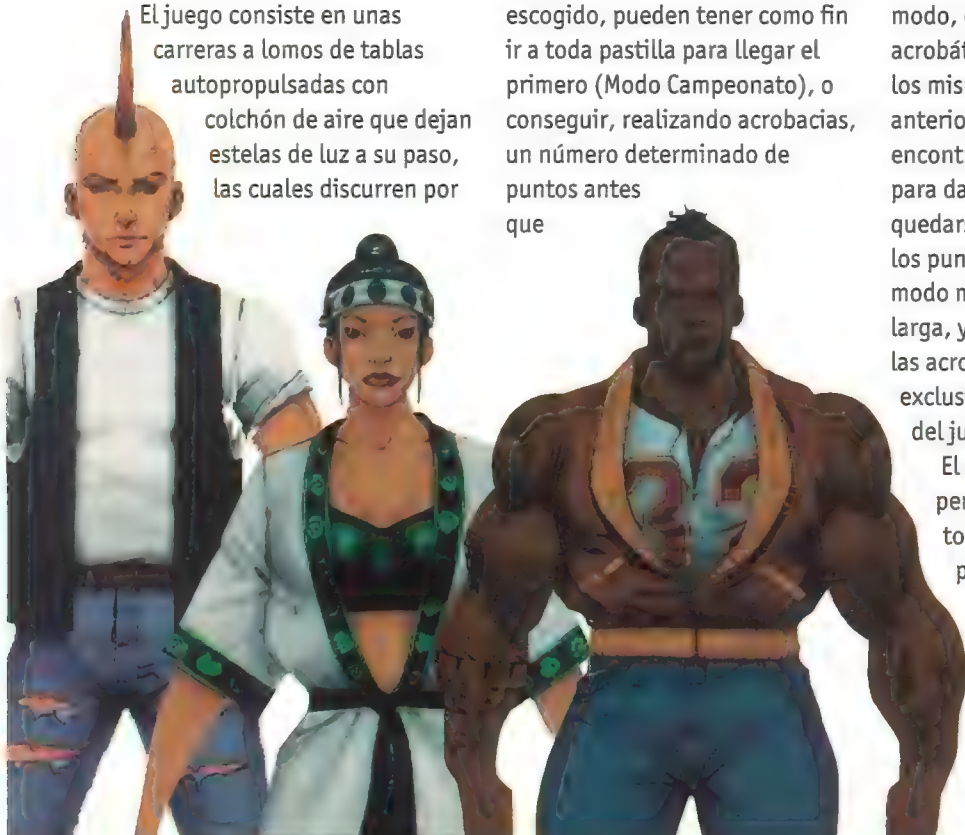 El juego consiste en unas
carreras a lomos de tablas
autopropulsadas con
colchón de aire que dejan
estelas de luz a su paso,
las cuales discurren por
escogido, pueden tener como fin
ir a toda pastilla para llegar el
primero (Modo Campeonato), o
conseguir, realizando acrobacias,
un número determinado de
puntos antes
que
modo,
acrobát
los mis
anterio
encont
para da
quedars
los pun
modo
larga, y
las acro
exclus
del ju
El
per
to
p